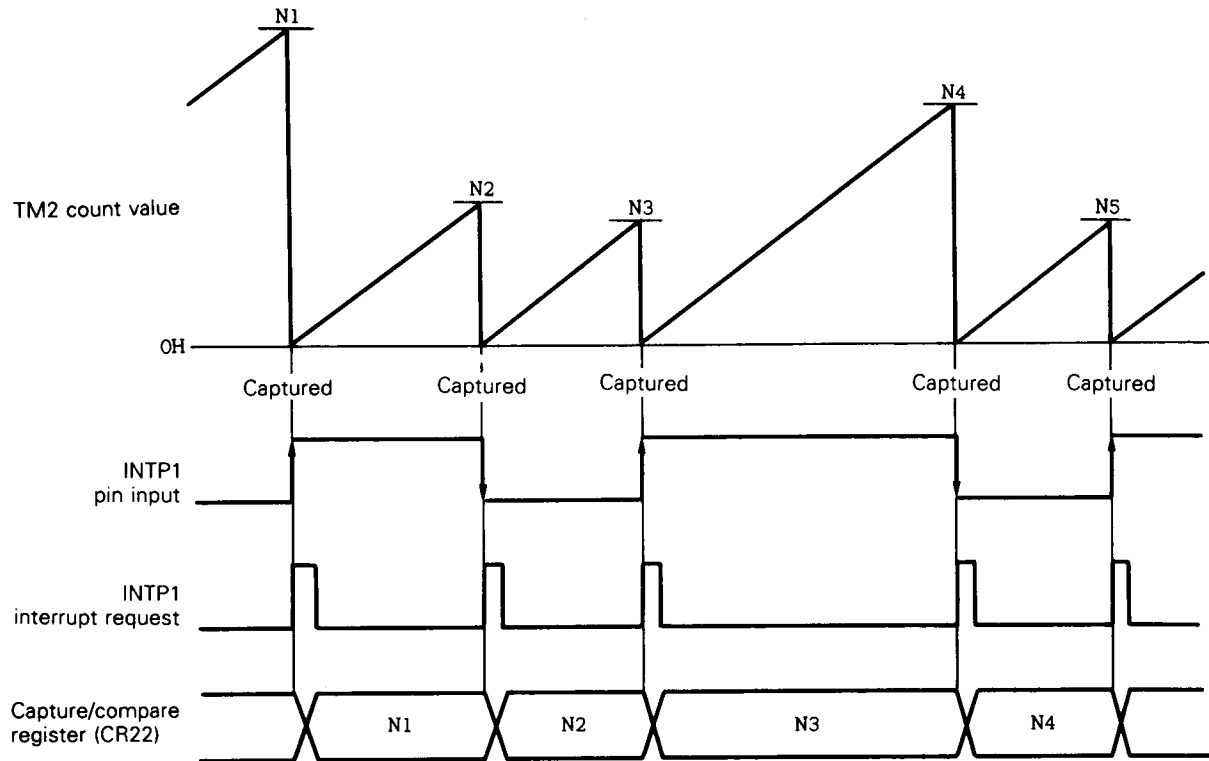 N1
N4
N2
N3
N5
TM2 count value
0H
Captured Captured Captured Captured Captured
INTP1
pin input
INTP1
interrupt request
Capture/compare
register (CR22)
N1 N2 N3 N4